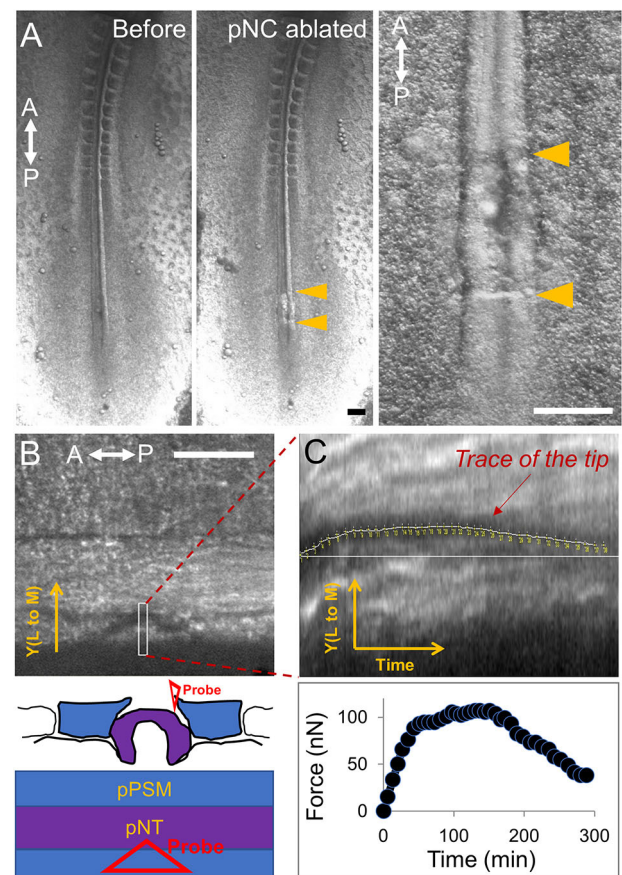 A
Before
pNC ablated
A
P
A
P
B
A
P
Y(L to M)
C
Trace of the tip
Y(L to M)
Time
Probe
pPSM
pNT
Probe
Force (nN)
100
50
0
0
100
200
300
Time (min)